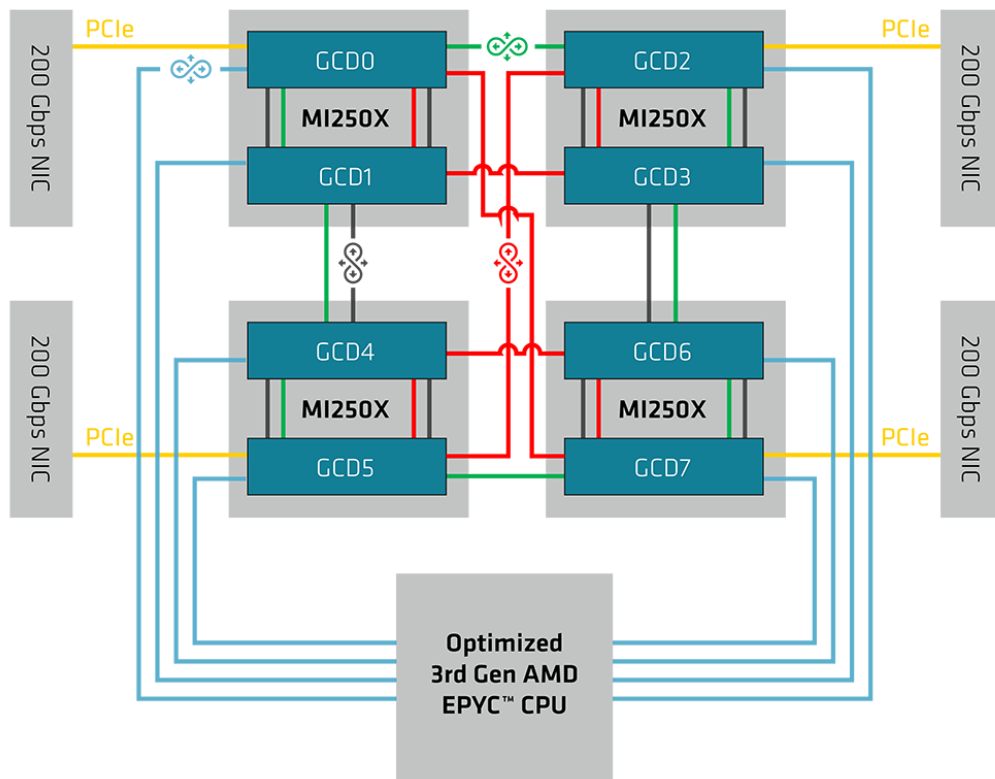 PCIe
PCIe
200 Gbps NIC
GCD0
GCD2
200 Gbps NIC
MI250X
MI250X
GCD1
GCD3
200 Gbps NIC
GCD4
GCD6
200 Gbps NIC
MI250X
MI250X
PCIe
PCIe
GCD5
GCD7
Optimized
3rd Gen AMD
EPYC™ CPU